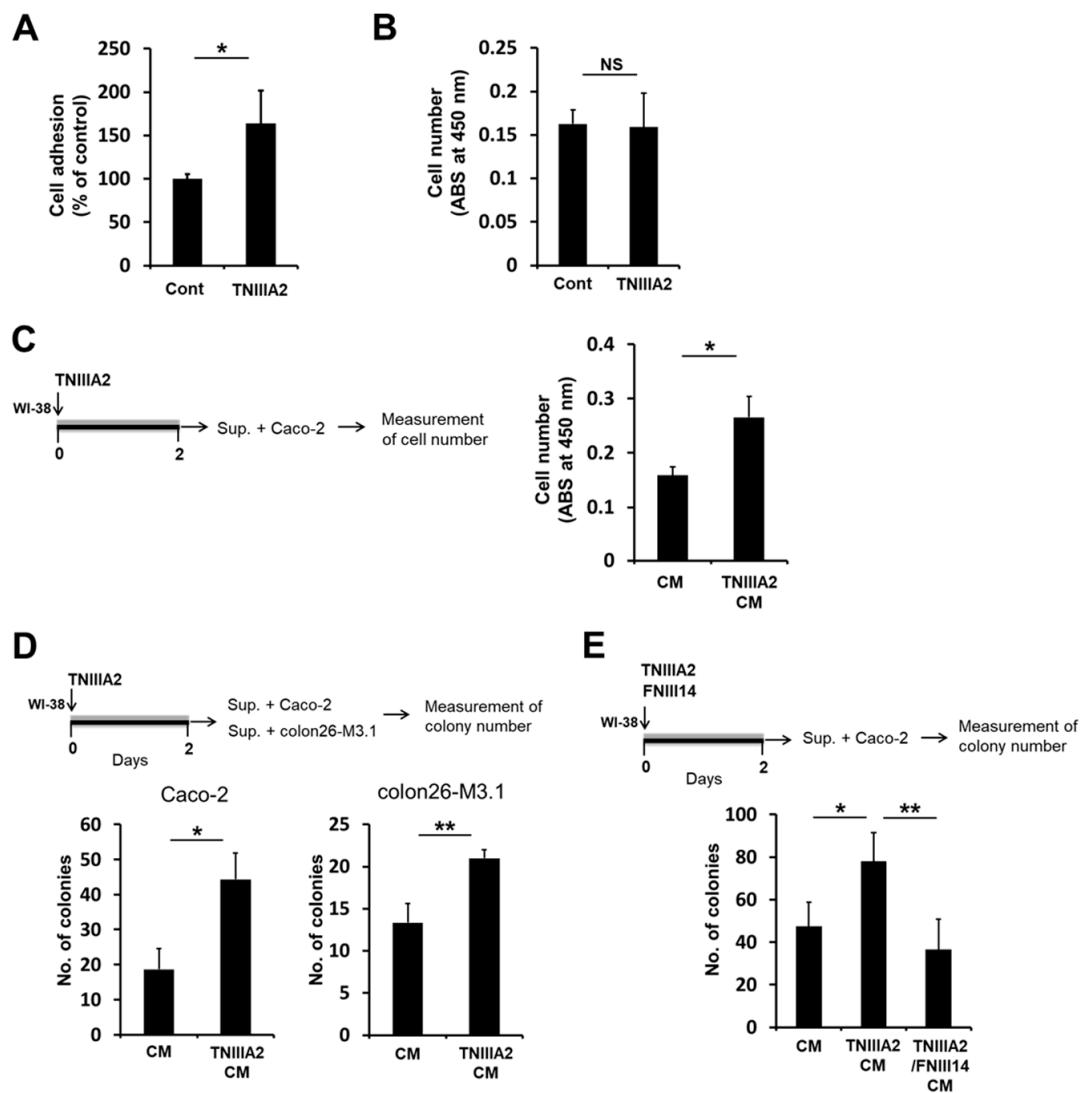 A
Cell adhesion
(% of control)
250
200
150
100
50
0
*
Cont
TNIIIA2
B
Cell number
(ABS at 450 nm)
0.25
0.2
0.15
0.1
0.05
0
NS
Cont
TNIIIA2
C
TNIIIA2
WI-38
0
2
Sup. + Caco-2
Measurement
of cell number
Cell number
(ABS at 450 nm)
0.4
0.3
0.2
0.1
0
*
CM
TNIIIA2
CM
D
TNIIIA2
WI-38
0
2
Days
Sup. + Caco-2
Sup. + colon26-M3.1
Measurement of
colony number
Caco-2
No. of colonies
60
50
40
30
20
10
0
*
CM
TNIIIA2
CM
colon26-M3.1
No. of colonies
25
20
15
10
5
0
**
CM
TNIIIA2
CM
E
TNIIIA2
FNIII14
WI-38
0
2
Days
Sup. + Caco-2
Measurement of
colony number
No. of colonies
100
80
60
40
20
0
*
**
CM
TNIIIA2
CM
TNIIIA2
/FNIII14
CM